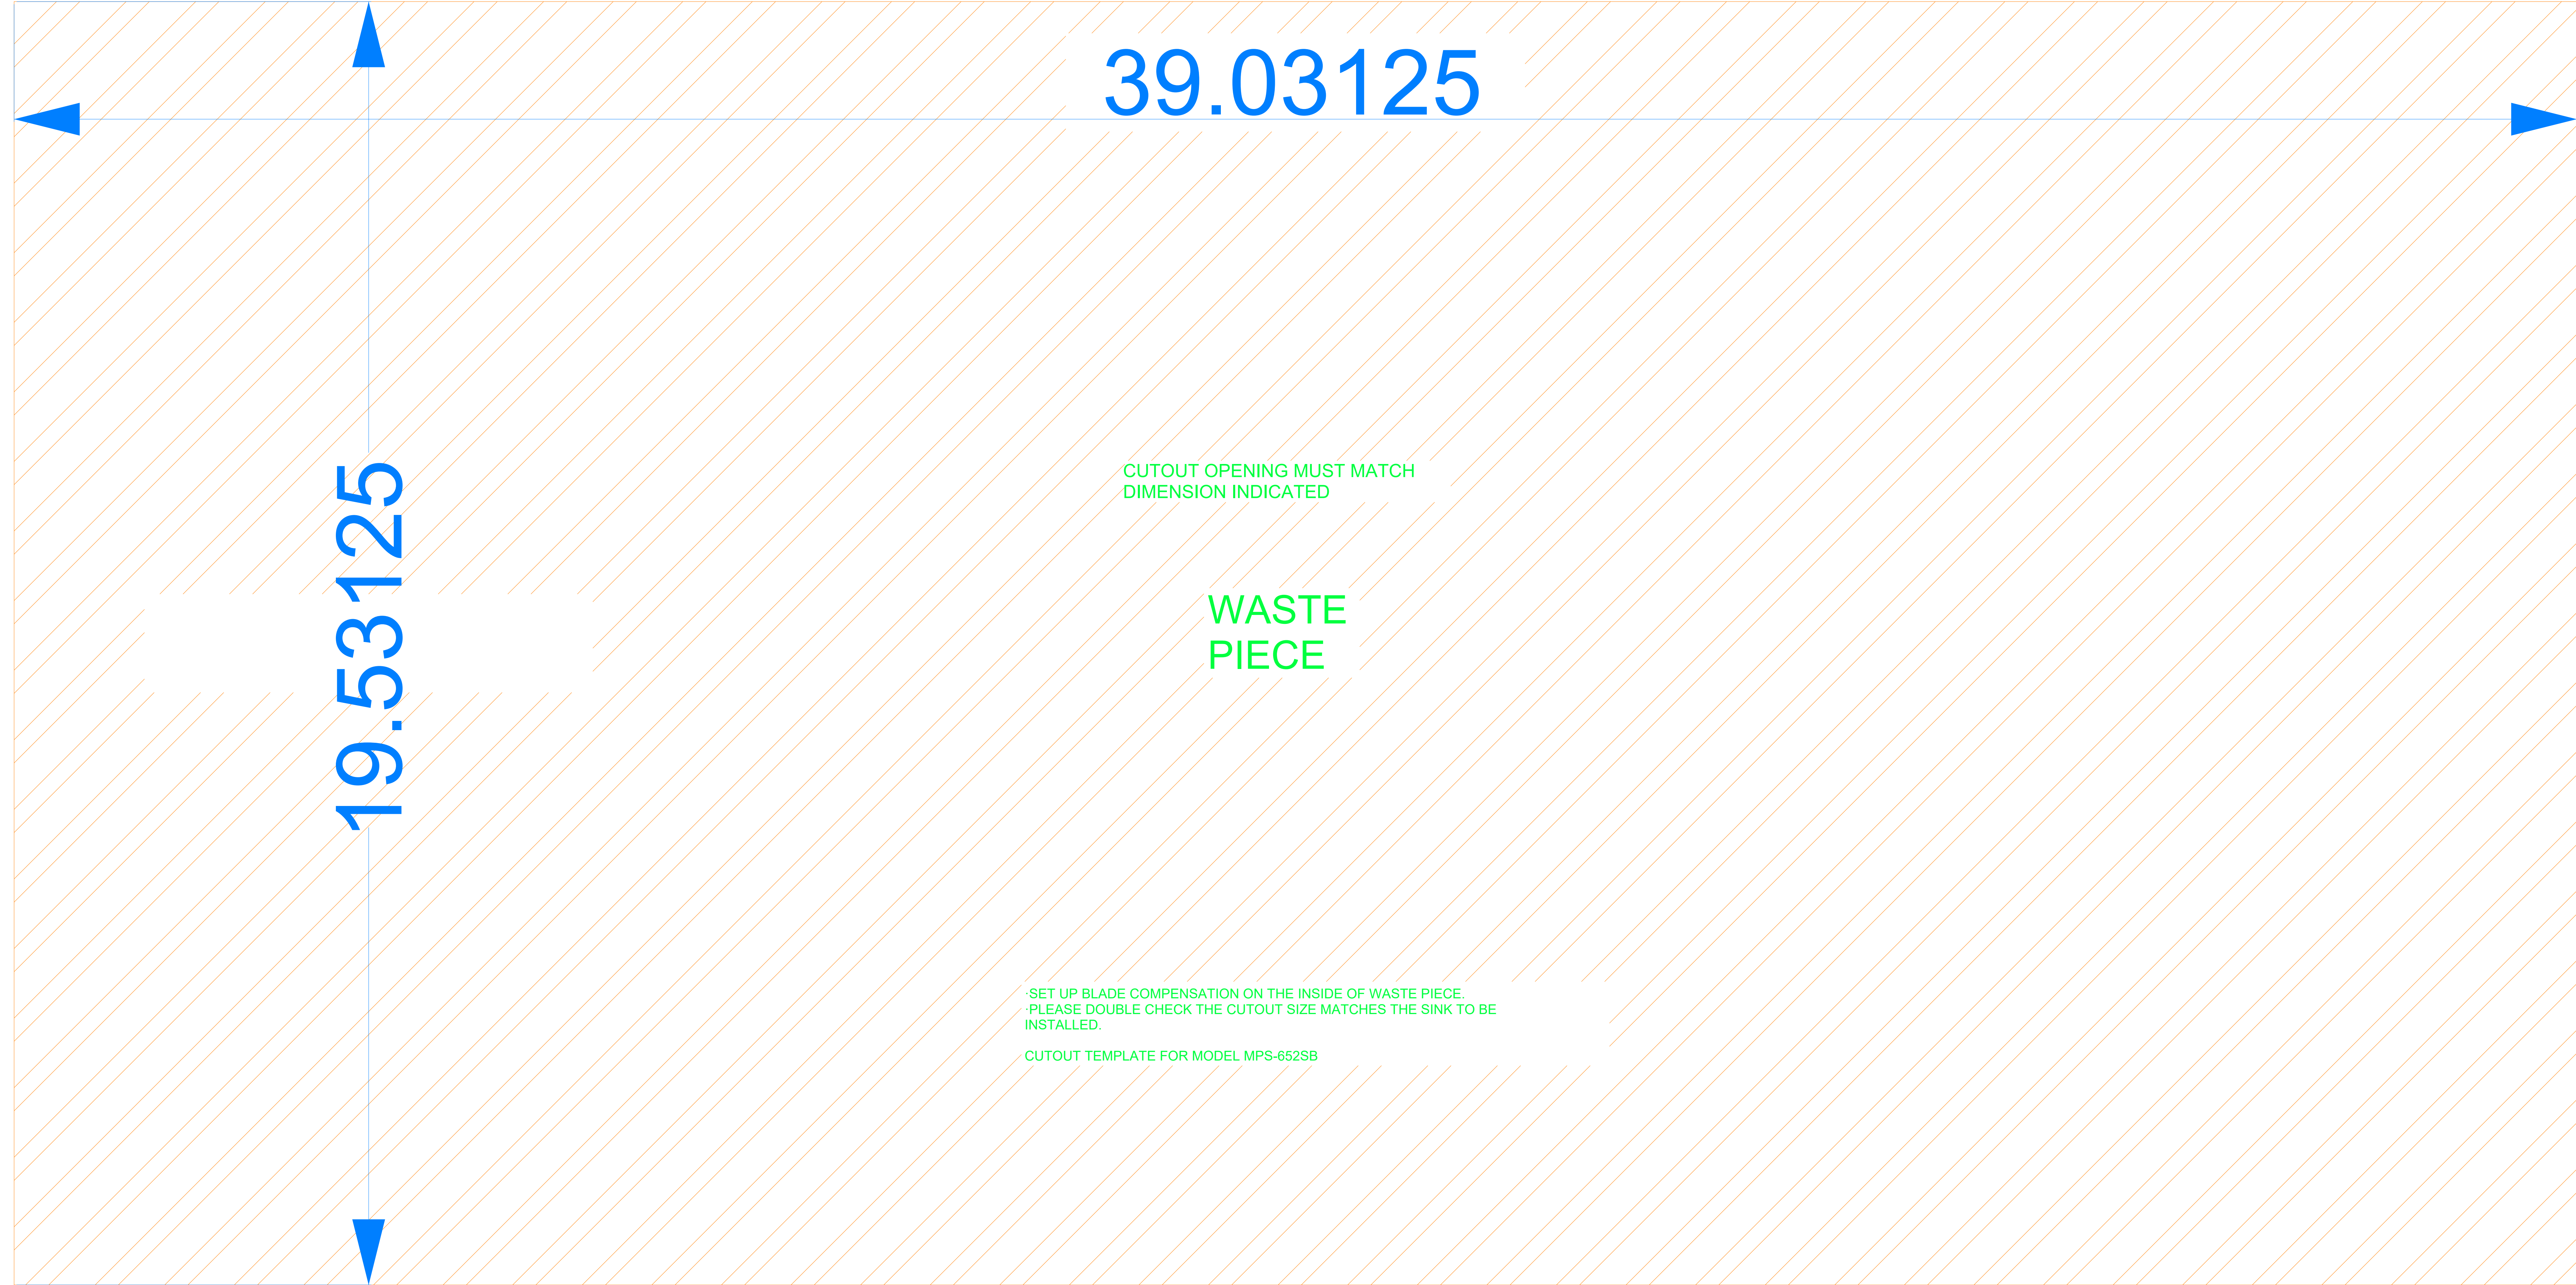 39.03125
19.53125
CUTOUT OPENING MUST MATCH
DIMENSION INDICATED
WASTE
PIECE
·SET UP BLADE COMPENSATION ON THE INSIDE OF WASTE PIECE.
·PLEASE DOUBLE CHECK THE CUTOUT SIZE MATCHES THE SINK TO BE
INSTALLED.
CUTOUT TEMPLATE FOR MODEL MPS-652SB